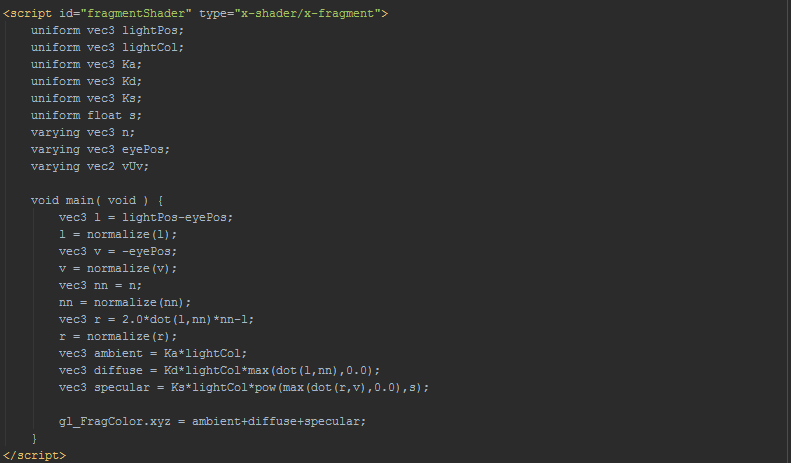 <script id="fragmentShader" type="x-shader/x-fragment">
    uniform vec3 lightPos;
    uniform vec3 lightCol;
    uniform vec3 Ka;
    uniform vec3 Kd;
    uniform vec3 Ks;
    uniform float s;
    varying vec3 n;
    varying vec3 eyePos;
    varying vec2 vUv;

    void main( void ) {
        vec3 l = lightPos-eyePos;
        l = normalize(l);
        vec3 v = -eyePos;
        v = normalize(v);
        vec3 nn = n;
        nn = normalize(nn);
        vec3 r = 2.0*dot(l,nn)*nn-l;
        r = normalize(r);
        vec3 ambient = Ka*lightCol;
        vec3 diffuse = Kd*lightCol*max(dot(l,nn),0.0);
        vec3 specular = Ks*lightCol*pow(max(dot(r,v),0.0),s);

        gl_FragColor.xyz = ambient+diffuse+specular;
    }
</script>